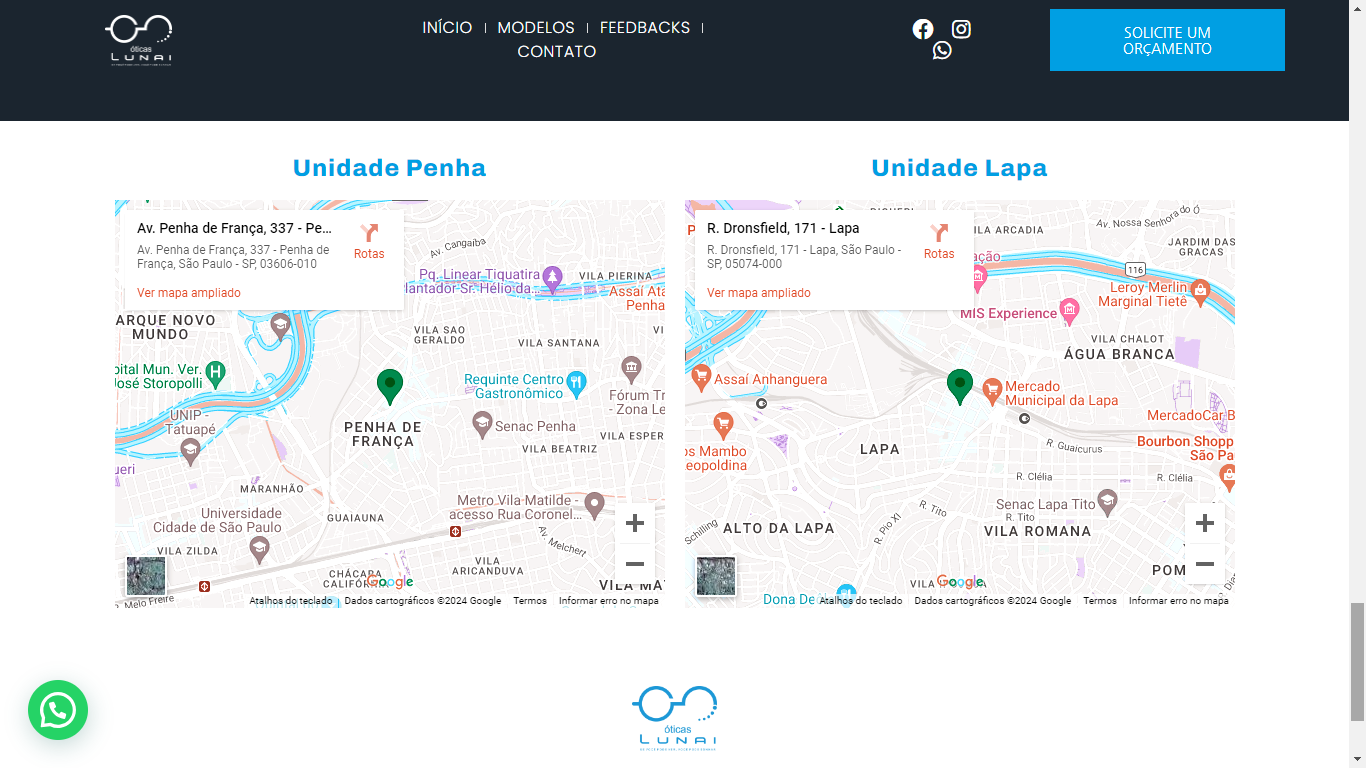 óticas
LUNAI
INÍCIO
MODELOS
FEEDBACKS
CONTATO
SOLICITE UM
ORÇAMENTO
Unidade Penha
Av. Penha de França, 337 - Pe...
Av. Penha de França, 337 - Penha de
França, São Paulo - SP, 03606-010
Ver mapa ampliado
Rotas
Av. Cangaiba
Pq. Linear Tiquatira
lantador Sr. Hélio da...
VILA PIERINA
Assaí Ata
Penha
ARQUE NOVO
MUNDO
VILA SAO
GERALDO
VILA SANTANA
pital Mun. Ver.
José Storopolli
Requinte Centro
Gastronómico
Fórum Tr
- Zona Le
UNIP -
Tatuapé
PENHA DE
FRANÇA
Senac Penha
VILA ESPER
VILA BEATRIZ
ueri
MARANHÃO
Metro Vila Matilde -
acesso Rua Coronel...
Universidade
Cidade de São Paulo
GUAIAUNA
Av. Melchert
VILA ZILDA
VILA
ARICANDUVA
CHÁCARA
CALIFÓR
Google
VILA MA
Melo Freire
Atalhos do teclado
Dados cartográficos ©2024 Google
Termos
Informar erro no mapa
Unidade Lapa
R. Dronsfield, 171 - Lapa
R. Dronsfield, 171 - Lapa, São Paulo -
SP, 05074-000
Ver mapa ampliado
Rotas
Av. Nossa Senhora do Ó
ILA ARCADIA
JARDIM DAS
GRACAS
ação
116
Leroy Merlin
Marginal Tietê
MIS Experience
VILA CHALOT
ÁGUA BRANCA
Assaí Anhanguera
Mercado
Municipal da Lapa
MercadoCar B
os Mambo
eopoldina
LAPA
R. Guaicurus
Bourbon Shopp
São Pa
R. Clélia
R. Clélia
Senac Lapa Tito
R. Tito
R. Tito
Schilling
ALTO DA LAPA
R. Pio XI
VILA ROMANA
POM
VILA
Google
Dona De
Atalhos do teclado
Dados cartográficos ©2024 Google
Termos
Informar erro no mapa
óticas
LUNAI